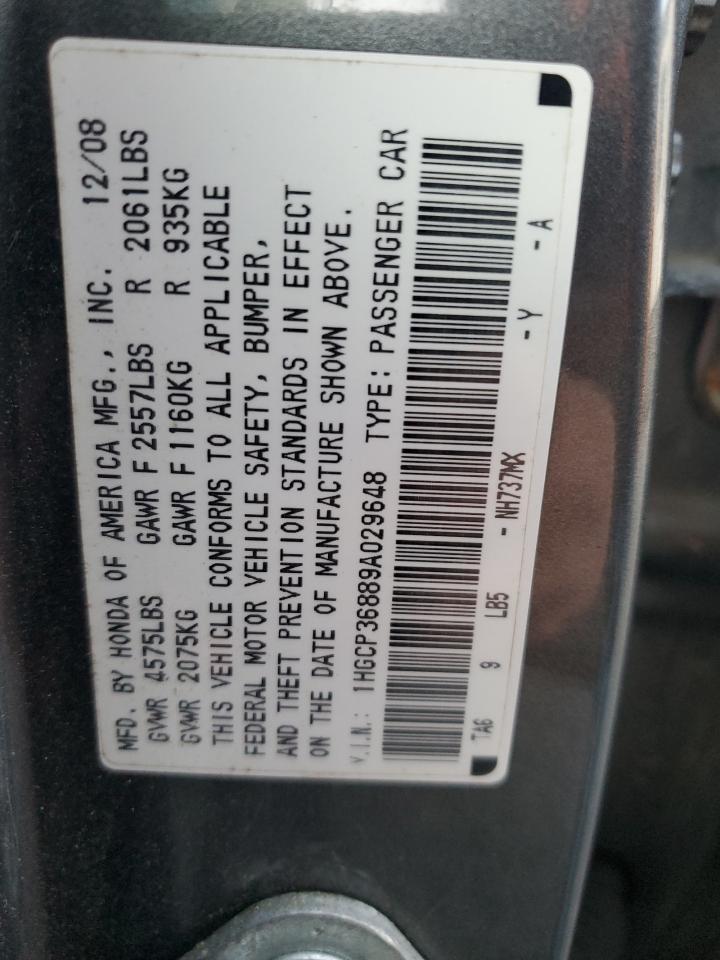 MFD. BY HONDA OF AMERICA MFG., INC. 12/08
GVWR 4575LBS GAWR F 2557LBS R 2061LBS
GVWR 2075KG GAWR F 1160KG R 935KG
THIS VEHICLE CONFORMS TO ALL APPLICABLE
FEDERAL MOTOR VEHICLE SAFETY, BUMPER,
AND THEFT PREVENTION STANDARDS IN EFFECT
ON THE DATE OF MANUFACTURE SHOWN ABOVE.
V.I.N.: 1HGCP36889A029648 TYPE: PASSENGER CAR
TA6 9 LB5 - NH737MX - Y - A